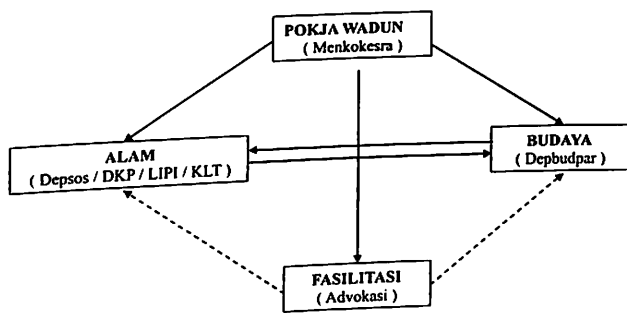 POKJA WADUN
( Menkokesra )
ALAM
( Depsos / DKP / LIPI / KLT )
BUDAYA
( Depbudpar )
FASILITASI
( Advokasi )